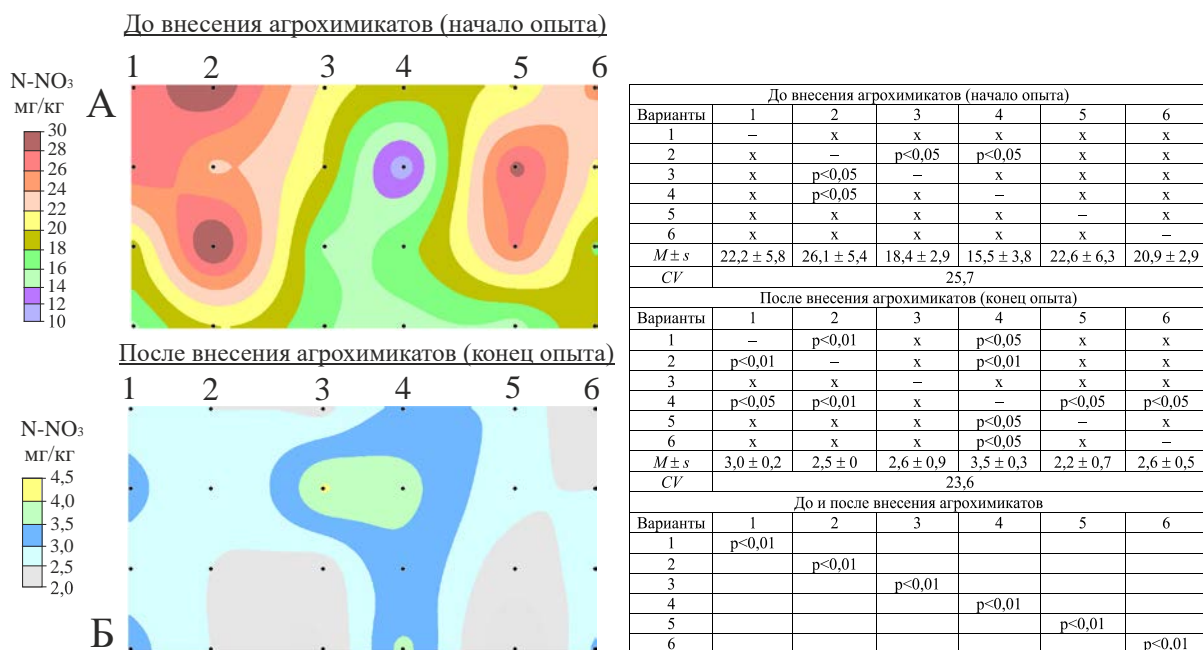 До внесения агрохимикатов (начало опыта)
1 2 3 4 5 6
N-NO3
мг/кг
А
30
28
26
24
22
20
18
16
14
12
10
После внесения агрохимикатов (конец опыта)
1 2 3 4 5 6
N-NO3
мг/кг
4,5
4,0
3,5
3,0
2,5
2,0
Б
До внесения агрохимикатов (начало опыта)
Варианты 1 2 3 4 5 6
1 – x x x x x
2 x – p<0,05 p<0,05 x x
3 x p<0,05 – x x x
4 x p<0,05 x – x x
5 x x x x – x
6 x x x x x –
M ± s 22,2 ± 5,8 26,1 ± 5,4 18,4 ± 2,9 15,5 ± 3,8 22,6 ± 6,3 20,9 ± 2,9
CV 25,7
После внесения агрохимикатов (конец опыта)
Варианты 1 2 3 4 5 6
1 – p<0,01 x p<0,05 x x
2 p<0,01 – x p<0,01 x x
3 x x – x x x
4 p<0,05 p<0,01 x – p<0,05 p<0,05
5 x x x p<0,05 – x
6 x x x p<0,05 x –
M ± s 3,0 ± 0,2 2,5 ± 0 2,6 ± 0,9 3,5 ± 0,3 2,2 ± 0,7 2,6 ± 0,5
CV 23,6
До и после внесения агрохимикатов
Варианты 1 2 3 4 5 6
1 p<0,01
2 p<0,01
3 p<0,01
4 p<0,01
5 p<0,01
6 p<0,01